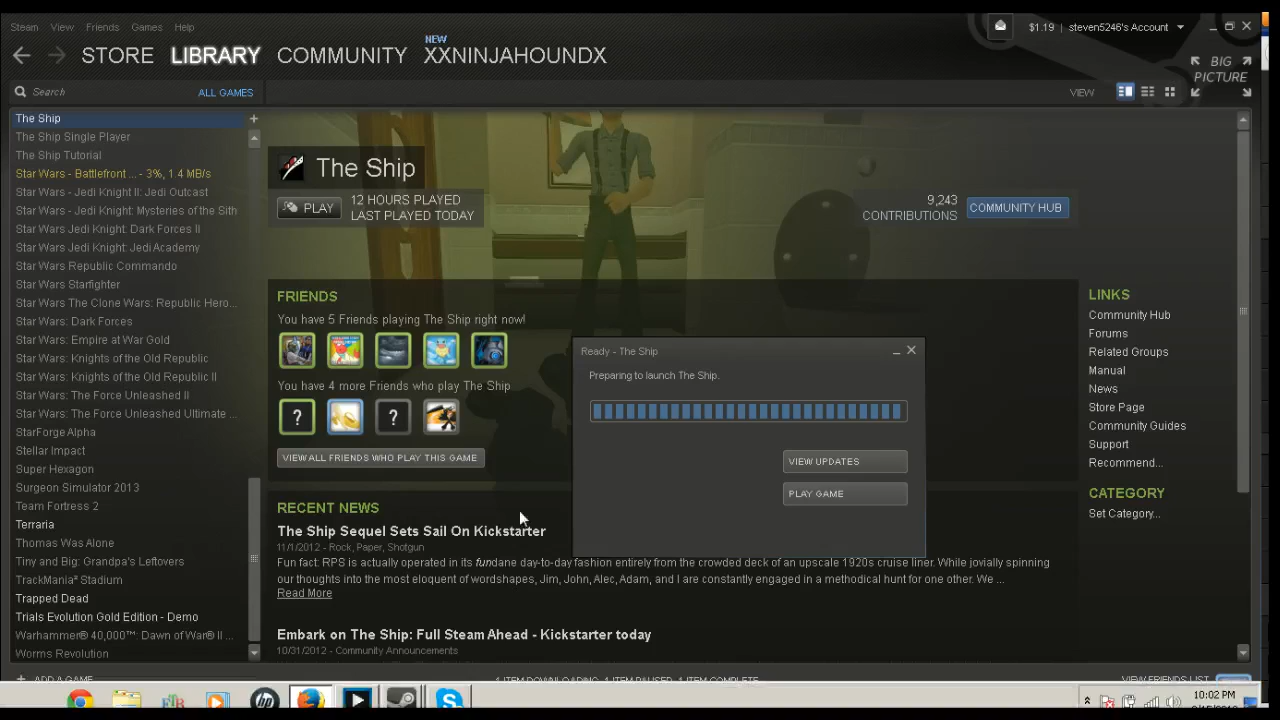 Steam View Friends Games Help
$1.19 | steven5246's Account
STORE LIBRARY COMMUNITY NEW XXNINJAHOUNDX
BIG PICTURE
Search ALL GAMES VIEW
The Ship
The Ship Single Player
The Ship Tutorial
Star Wars - Battlefront ... - 3%, 1.4 MB/s
Star Wars - Jedi Knight II: Jedi Outcast
Star Wars - Jedi Knight: Mysteries of the Sith
Star Wars Jedi Knight: Dark Forces II
Star Wars Jedi Knight: Jedi Academy
Star Wars Republic Commando
Star Wars Starfighter
Star Wars The Clone Wars: Republic Hero...
Star Wars: Dark Forces
Star Wars: Empire at War Gold
Star Wars: Knights of the Old Republic
Star Wars: Knights of the Old Republic II
Star Wars: The Force Unleashed II
Star Wars: The Force Unleashed Ultimate ...
StarForge Alpha
Stellar Impact
Super Hexagon
Surgeon Simulator 2013
Team Fortress 2
Terraria
Thomas Was Alone
Tiny and Big: Grandpa's Leftovers
TrackMania² Stadium
Trapped Dead
Trials Evolution Gold Edition - Demo
Warhammer® 40,000™: Dawn of War® II ...
Worms Revolution
ADD A GAME...
The Ship
PLAY
12 HOURS PLAYED
LAST PLAYED TODAY
9,243
CONTRIBUTIONS
COMMUNITY HUB
FRIENDS
You have 5 Friends playing The Ship right now!
You have 4 more Friends who play The Ship
? ?
VIEW ALL FRIENDS WHO PLAY THIS GAME
Ready - The Ship
Preparing to launch The Ship.
VIEW UPDATES
PLAY GAME
RECENT NEWS
The Ship Sequel Sets Sail On Kickstarter
11/1/2012 - Rock, Paper, Shotgun
Fun fact: RPS is actually operated in its fundane day-to-day fashion entirely from the crowded deck of an upscale 1920s cruise liner. While jovially spinning
our thoughts into the most eloquent of wordshapes, Jim, John, Alec, Adam, and I are constantly engaged in a methodical hunt for one other. We ...
Read More
Embark on The Ship: Full Steam Ahead - Kickstarter today
10/31/2012 - Community Announcements
LINKS
Community Hub
Forums
Related Groups
Manual
News
Store Page
Community Guides
Support
Recommend...
CATEGORY
Set Category...
1 ITEM DOWNLOADING, 1 ITEM PAUSED, 1 ITEM COMPLETE
VIEW FRIENDS LIST
10:02 PM